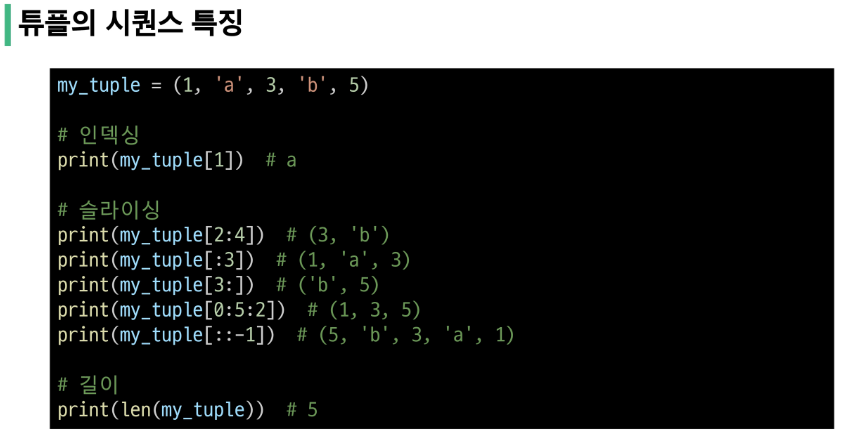 튜플의 시퀀스 특징
my_tuple = (1, 'a', 3, 'b', 5)
# 인덱싱
print(my_tuple[1])  # a
# 슬라이싱
print(my_tuple[2:4])  # (3, 'b')
print(my_tuple[:3])  # (1, 'a', 3)
print(my_tuple[3:])  # ('b', 5)
print(my_tuple[0:5:2])  # (1, 3, 5)
print(my_tuple[::-1])  # (5, 'b', 3, 'a', 1)
# 길이
print(len(my_tuple))  # 5